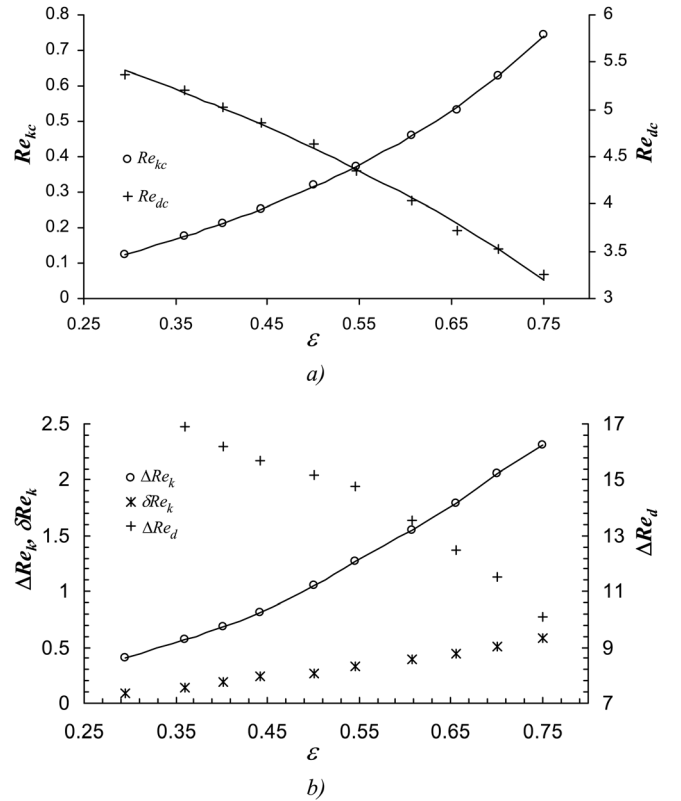 0.8
0.7
0.6
0.5
0.4
0.3
0.2
0.1
0
Re_kc
Re_kc
Re_dc
6
5.5
5
4.5
4
3.5
3
Re_dc
0.25 0.35 0.45 0.55 0.65 0.75
ε
a)
2.5
2
1.5
1
0.5
0
ΔRe_k, δRe_k
ΔRe_k
δRe_k
ΔRe_d
17
15
13
11
9
7
ΔRe_d
0.25 0.35 0.45 0.55 0.65 0.75
ε
b)